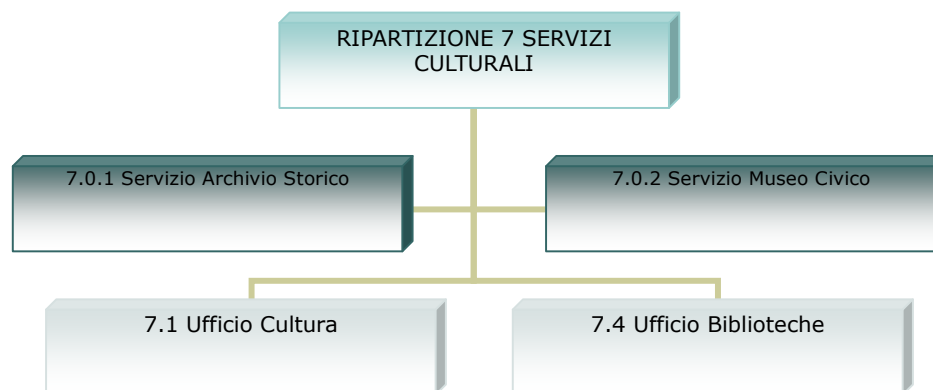 RIPARTIZIONE 7 SERVIZI
CULTURALI
7.0.1 Servizio Archivio Storico
7.0.2 Servizio Museo Civico
7.1 Ufficio Cultura
7.4 Ufficio Biblioteche